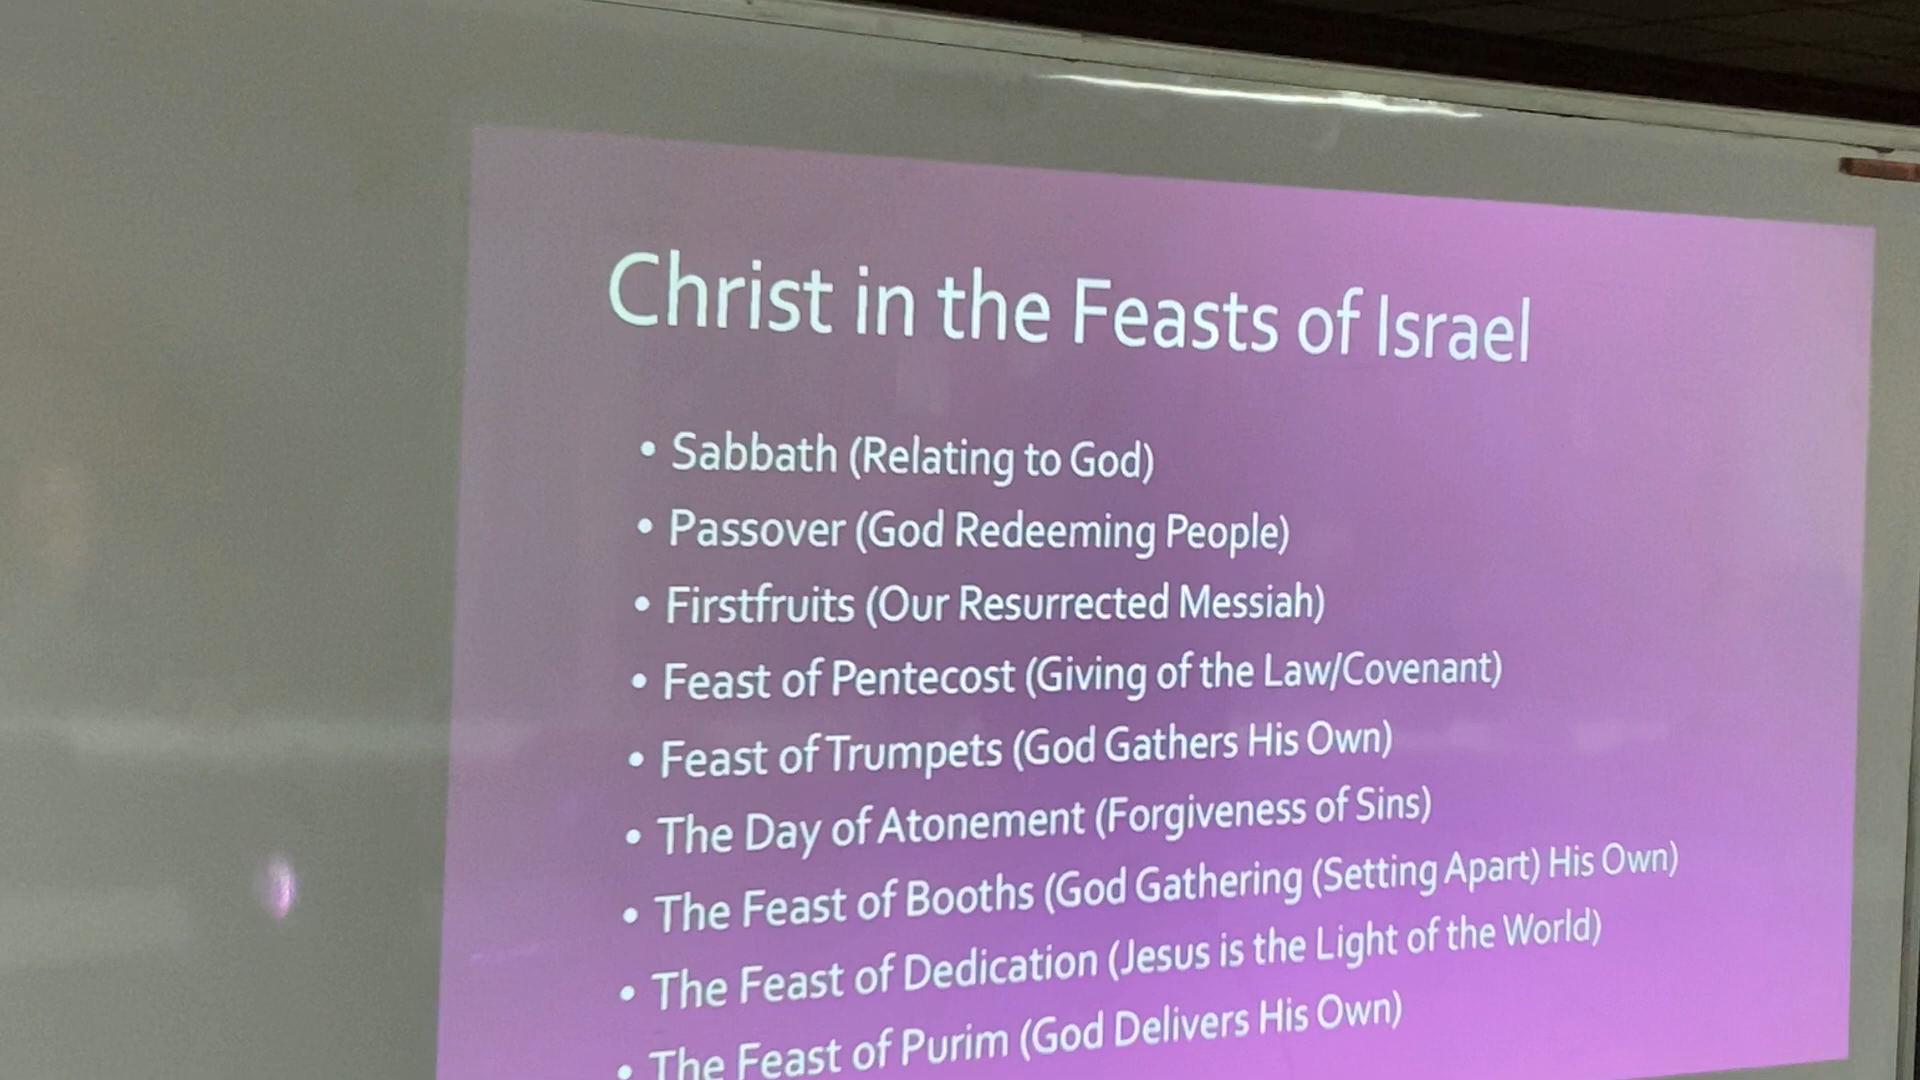 Christ in the Feasts of Israel
• Sabbath (Relating to God)
• Passover (God Redeeming People)
• Firstfruits (Our Resurrected Messiah)
• Feast of Pentecost (Giving of the Law/Covenant)
• Feast of Trumpets (God Gathers His Own)
• The Day of Atonement (Forgiveness of Sins)
• The Feast of Booths (God Gathering (Setting Apart) His Own)
• The Feast of Dedication (Jesus is the Light of the World)
• The Feast of Purim (God Delivers His Own)